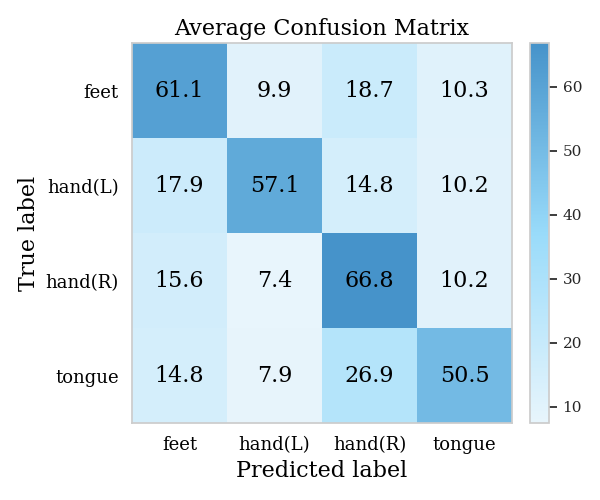 Average Confusion Matrix
True label
feet 61.1 9.9 18.7 10.3
hand(L) 17.9 57.1 14.8 10.2
hand(R) 15.6 7.4 66.8 10.2
tongue 14.8 7.9 26.9 50.5
feet hand(L) hand(R) tongue
Predicted label
60
50
40
30
20
10